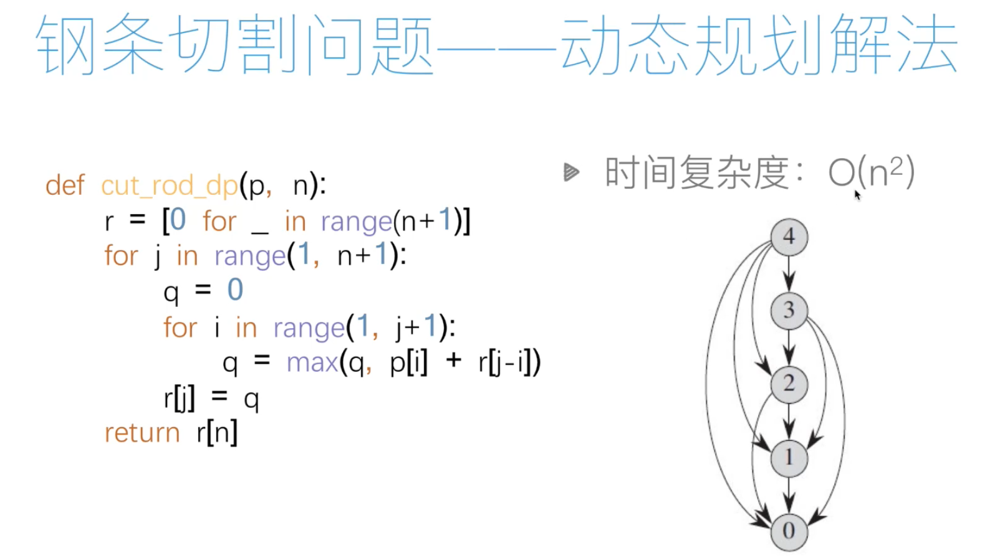 钢条切割问题——动态规划解法
def cut_rod_dp(p, n):
    r = [0 for _ in range(n+1)]
    for j in range(1, n+1):
        q = 0
        for i in range(1, j+1):
            q = max(q, p[i] + r[j-i])
        r[j] = q
    return r[n]
时间复杂度：O(n²)
4
3
2
1
0